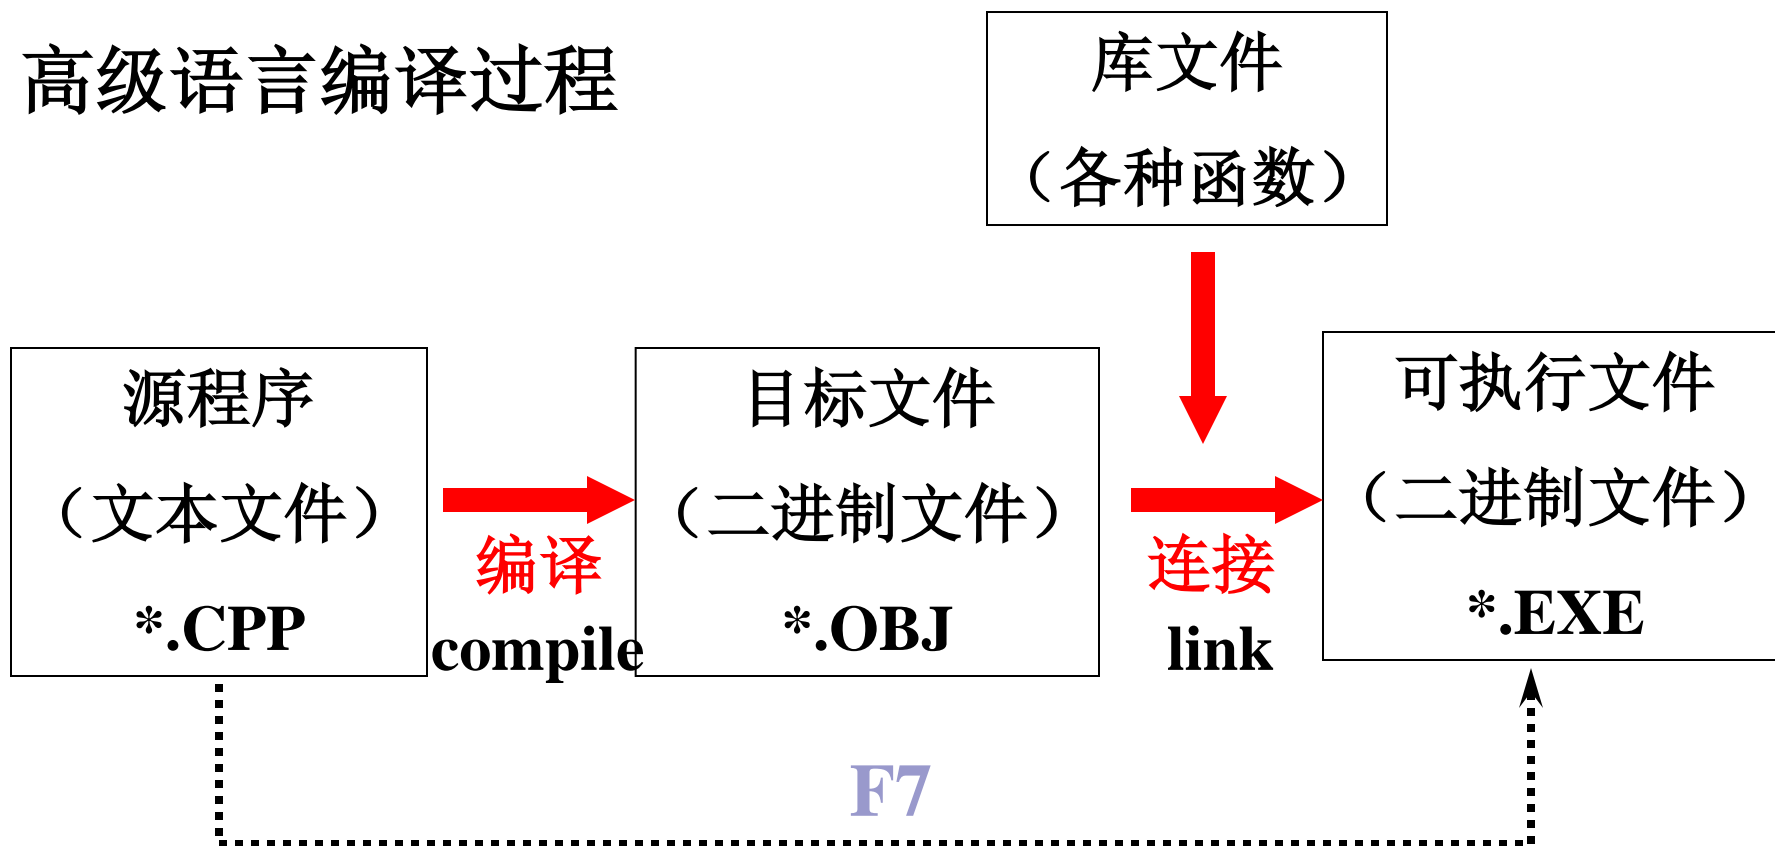 高级语言编译过程
库文件
（各种函数）
源程序
（文本文件）
*.CPP
编译
compile
目标文件
（二进制文件）
*.OBJ
连接
link
可执行文件
（二进制文件）
*.EXE
F7